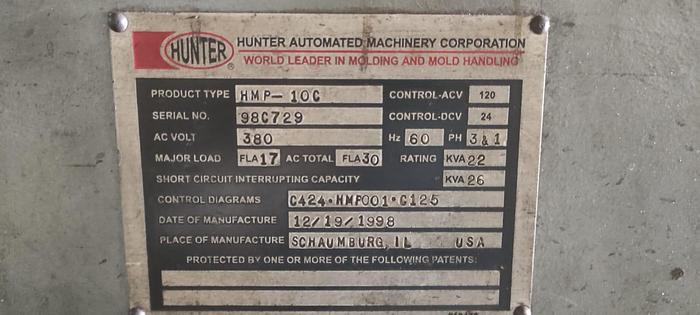 HUNTER® HUNTER AUTOMATED MACHINERY CORPORATION
WORLD LEADER IN MOLDING AND MOLD HANDLING
PRODUCT TYPE HMP-10C CONTROL-ACV 120
SERIAL NO. 98C729 CONTROL-DCV 24
AC VOLT 380 Hz 60 PH 3&1
MAJOR LOAD FLA 17 AC TOTAL FLA 30 RATING KVA 22
SHORT CIRCUIT INTERRUPTING CAPACITY KVA 26
CONTROL DIAGRAMS C424·HMP001·C125
DATE OF MANUFACTURE 12/19/1998
PLACE OF MANUFACTURE SCHAUMBURG, IL USA
PROTECTED BY ONE OR MORE OF THE FOLLOWING PATENTS: